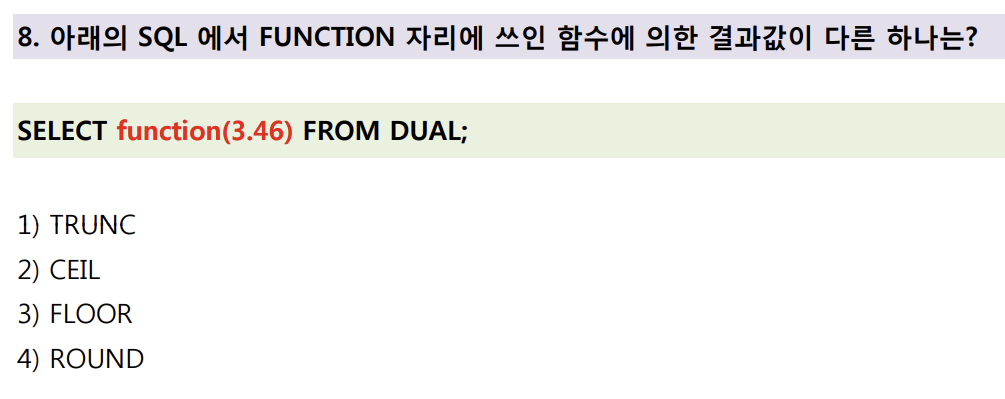 8. 아래의 SQL 에서 FUNCTION 자리에 쓰인 함수에 의한 결과값이 다른 하나는?
SELECT function(3.46) FROM DUAL;
1) TRUNC
2) CEIL
3) FLOOR
4) ROUND